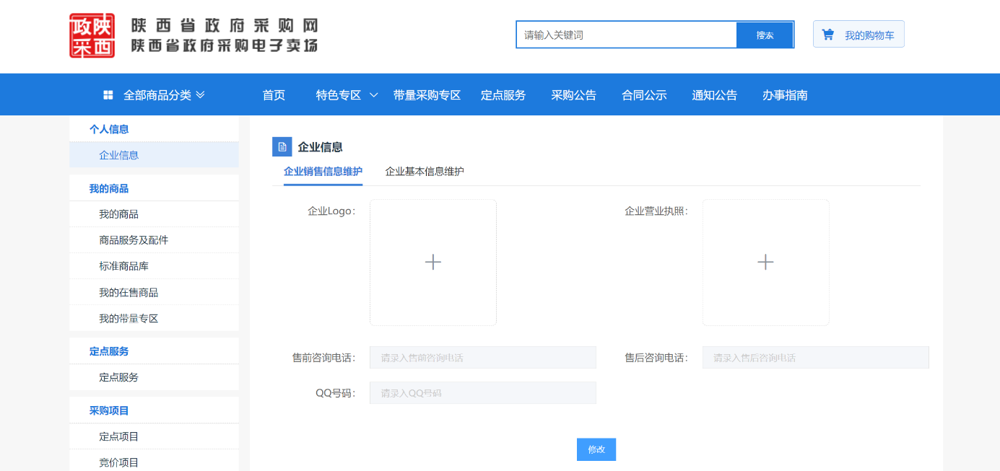 政陕
采西
陕西省政府采购网
陕西省政府采购电子卖场
请输入关键词
搜索
我的购物车
全部商品分类
首页
特色专区
带量采购专区
定点服务
采购公告
合同公示
通知公告
办事指南
个人信息
企业信息
我的商品
我的商品
商品服务及配件
标准商品库
我的在售商品
我的带量专区
定点服务
定点服务
采购项目
定点项目
竞价项目
企业信息
企业销售信息维护
企业基本信息维护
企业Logo:
企业营业执照:
售前咨询电话:
请录入售前咨询电话
售后咨询电话:
请录入售后咨询电话
QQ号码:
请录入QQ号码
修改